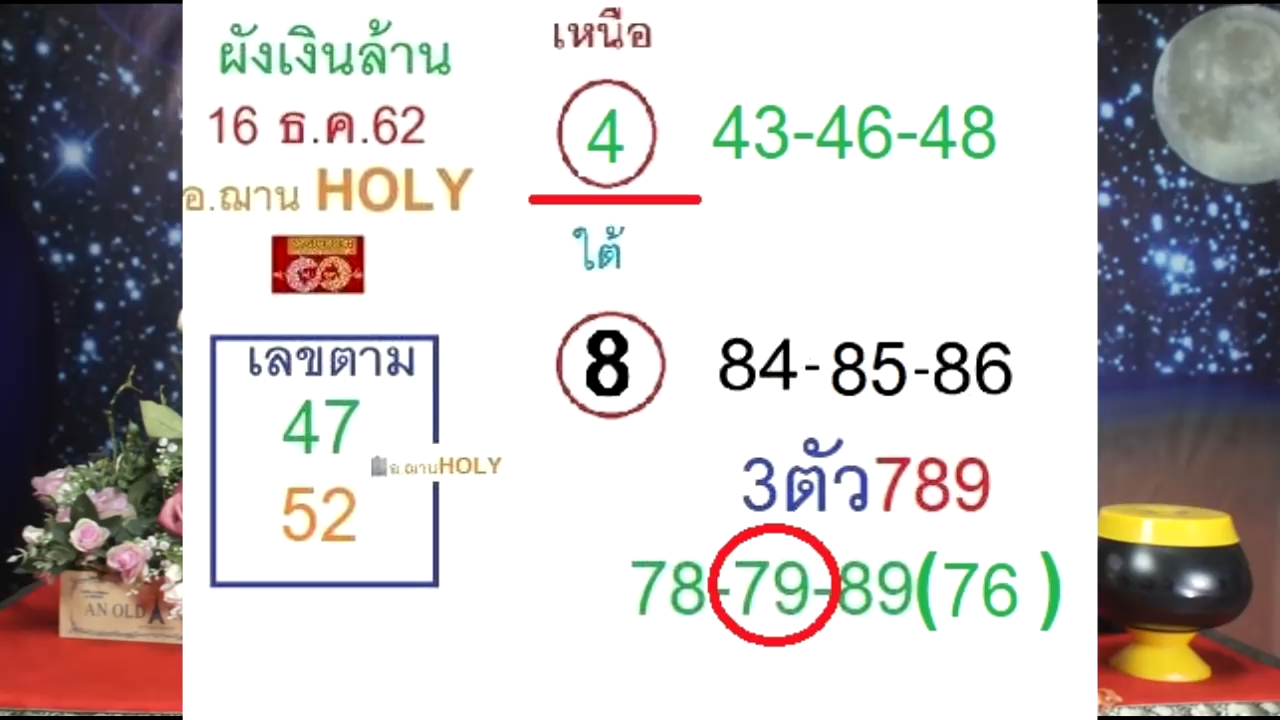 ผังเงินล้าน
16 ธ.ค.62
อ.ฌาน HOLY
เลขตาม
47
52
อ.ฌานHOLY
เหนือ
4 43-46-48
ใต้
8 84-85-86
3ตัว789
78-79-89(76 )
AN OLD